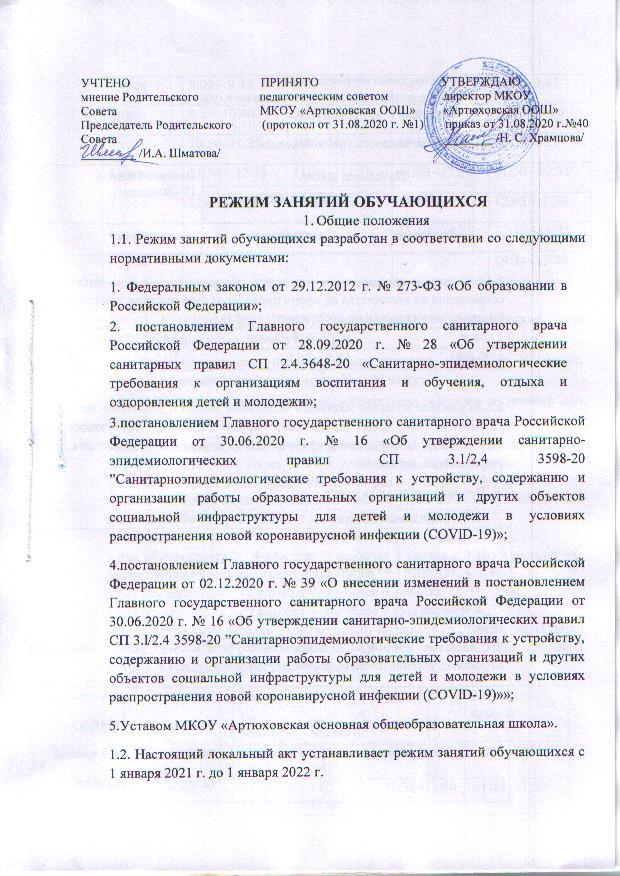 УЧТЕНО ПРИНЯТО УТВЕРЖДАЮ
мнение Родительского педагогическим советом директор МКОУ
Совета МКОУ «Артюховская ООШ» «Артюховская ООШ»
Председатель Родительского (протокол от 31.08.2020 г. №1) приказ от 31.08.2020 г.№40
Совета /Н. С. Храмцова/
/И.А. Шматова/
РЕЖИМ ЗАНЯТИЙ ОБУЧАЮЩИХСЯ
1. Общие положения
1.1. Режим занятий обучающихся разработан в соответствии со следующими
нормативными документами:
1. Федеральным законом от 29.12.2012 г. № 273-ФЗ «Об образовании в
Российской Федерации»;
2. постановлением Главного государственного санитарного врача
Российской Федерации от 28.09.2020 г. № 28 «Об утверждении
санитарных правил СП 2.4.3648-20 «Санитарно-эпидемиологические
требования к организациям воспитания и обучения, отдыха и
оздоровления детей и молодежи»;
3.постановлением Главного государственного санитарного врача Российской
Федерации от 30.06.2020 г. № 16 «Об утверждении санитарно-
эпидемиологических правил СП 3.1/2,4 3598-20
”Санитарноэпидемиологические требования к устройству, содержанию и
организации работы образовательных организаций и других объектов
социальной инфраструктуры для детей и молодежи в условиях
распространения новой коронавирусной инфекции (COVID-19)»;
4.постановлением Главного государственного санитарного врача Российской
Федерации от 02.12.2020 г. № 39 «О внесении изменений в постановлением
Главного государственного санитарного врача Российской Федерации от
30.06.2020 г. № 16 «Об утверждении санитарно-эпидемиологических правил
СП 3.l/2.4 3598-20 ”Санитарноэпидемиологические требования к устройству,
содержанию и организации работы образовательных организаций и других
объектов социальной инфраструктуры для детей и молодежи в условиях
распространения новой коронавирусной инфекции (COVlD-19)»»;
5.Уставом МКОУ «Артюховская основная общеобразовательная школа».
1.2. Настоящий локальный акт устанавливает режим занятий обучающихся с
1 января 2021 г. до 1 января 2022 г.